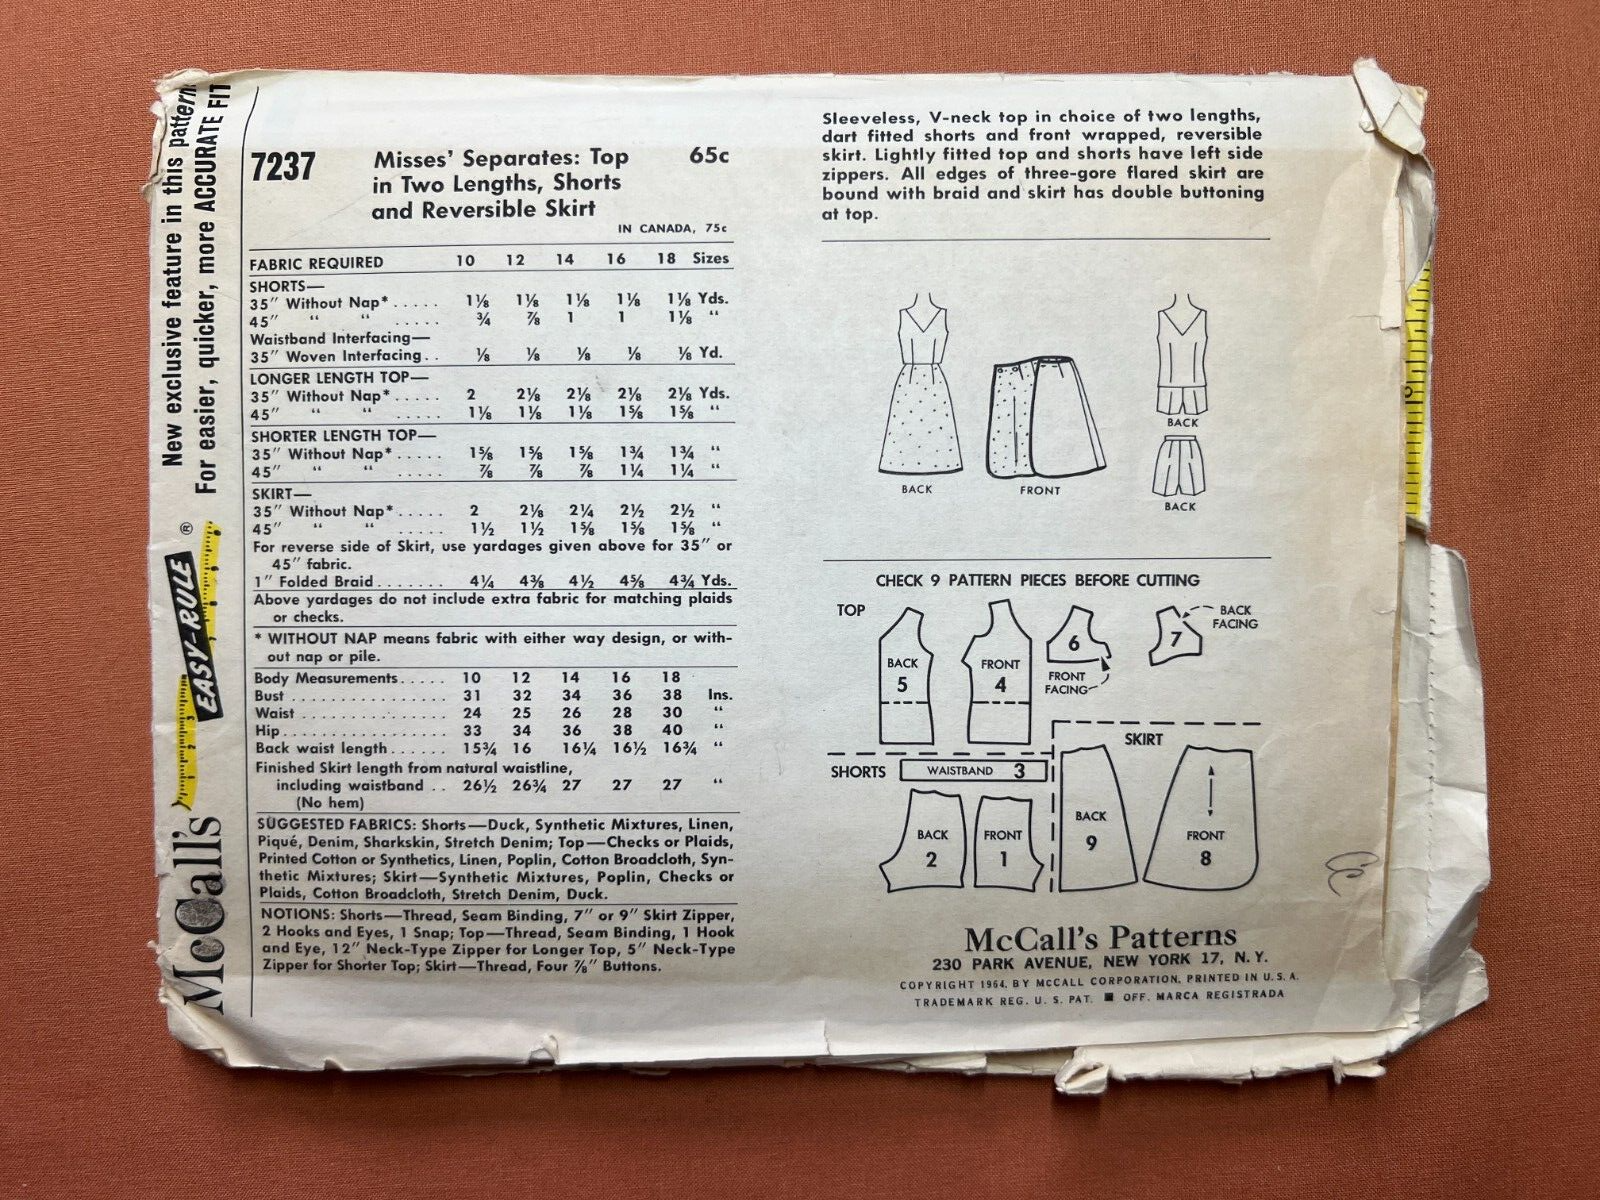 New exclusive feature in this pattern
For easier, quicker, more ACCURATE FIT
EASY-RULE ®
McCall's
7237
Misses' Separates: Top
in Two Lengths, Shorts
and Reversible Skirt
65c
IN CANADA, 75c
FABRIC REQUIRED 10 12 14 16 18 Sizes
SHORTS—
35″ Without Nap* ..... 1⅛ 1⅛ 1⅛ 1⅛ 1⅛ Yds.
45″ “ “ ..... ¾ ⅞ 1 1 1⅛ “
Waistband Interfacing—
35″ Woven Interfacing.. ⅛ ⅛ ⅛ ⅛ ⅛ Yd.
LONGER LENGTH TOP—
35″ Without Nap* ..... 2 2⅛ 2⅛ 2⅛ 2⅛ Yds.
45″ “ “ ..... 1⅛ 1⅛ 1⅛ 1⅝ 1⅝ “
SHORTER LENGTH TOP—
35″ Without Nap* ..... 1⅝ 1⅝ 1⅝ 1¾ 1¾ “
45″ “ “ ..... ⅞ ⅞ ⅞ 1¼ 1¼ “
SKIRT—
35″ Without Nap* ..... 2 2⅛ 2¼ 2½ 2½ “
45″ “ “ ..... 1½ 1½ 1⅝ 1⅝ 1⅝ “
For reverse side of Skirt, use yardages given above for 35″ or
45″ fabric.
1″ Folded Braid ....... 4¼ 4⅜ 4½ 4⅝ 4¾ Yds.
Above yardages do not include extra fabric for matching plaids
or checks.
* WITHOUT NAP means fabric with either way design, or with-
out nap or pile.
Body Measurements..... 10 12 14 16 18
Bust ................ 31 32 34 36 38 Ins.
Waist ............... 24 25 26 28 30 “
Hip.................. 33 34 36 38 40 “
Back waist length...... 15¾ 16 16¼ 16½ 16¾ “
Finished Skirt length from natural waistline,
including waistband .. 26½ 26¾ 27 27 27 “
(No hem)
SUGGESTED FABRICS: Shorts—Duck, Synthetic Mixtures, Linen,
Piqué, Denim, Sharkskin, Stretch Denim; Top—Checks or Plaids,
Printed Cotton or Synthetics, Linen, Poplin, Cotton Broadcloth, Syn-
thetic Mixtures; Skirt—Synthetic Mixtures, Poplin, Checks or
Plaids, Cotton Broadcloth, Stretch Denim, Duck.
NOTIONS: Shorts—Thread, Seam Binding, 7″ or 9″ Skirt Zipper,
2 Hooks and Eyes, 1 Snap; Top—Thread, Seam Binding, 1 Hook
and Eye, 12″ Neck-Type Zipper for Longer Top, 5″ Neck-Type
Zipper for Shorter Top; Skirt—Thread, Four ⅞″ Buttons.
Sleeveless, V-neck top in choice of two lengths,
dart fitted shorts and front wrapped, reversible
skirt. Lightly fitted top and shorts have left side
zippers. All edges of three-gore flared skirt are
bound with braid and skirt has double buttoning
at top.
BACK
FRONT
BACK
BACK
CHECK 9 PATTERN PIECES BEFORE CUTTING
TOP
BACK
5
FRONT
4
6
FRONT
FACING
7
BACK
FACING
SHORTS
WAISTBAND 3
BACK
2
FRONT
1
SKIRT
BACK
9
FRONT
8
McCall's Patterns
230 PARK AVENUE, NEW YORK 17, N.Y.
COPYRIGHT 1964, BY McCALL CORPORATION, PRINTED IN U.S.A.
TRADEMARK REG. U. S. PAT. ■ OFF. MARCA REGISTRADA